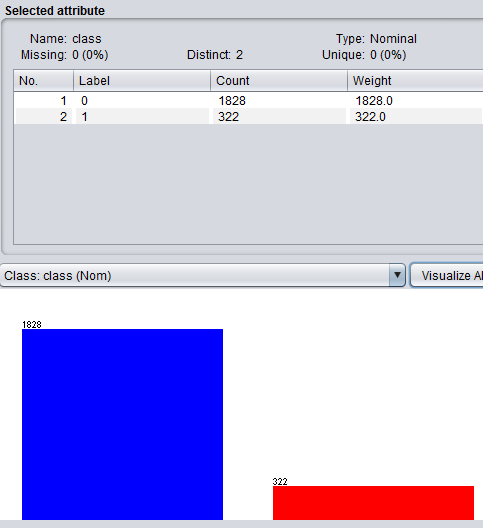 Selected attribute
Name: class Type: Nominal
Missing: 0 (0%) Distinct: 2 Unique: 0 (0%)
No. Label Count Weight
1 0 1828 1828.0
2 1 322 322.0
Class: class (Nom) Visualize Al
1828
322